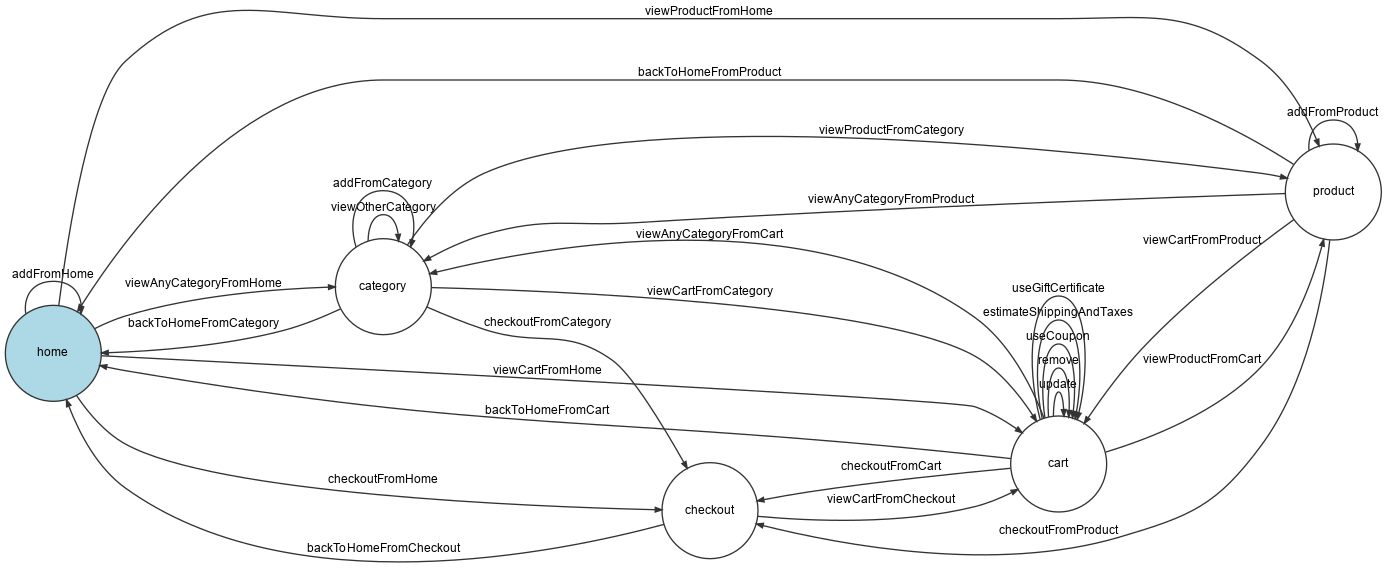 viewProductFromHome
backToHomeFromProduct
addFromProduct
viewProductFromCategory
product
addFromCategory
viewOtherCategory
viewAnyCategoryFromProduct
viewAnyCategoryFromCart
viewCartFromProduct
addFromHome
viewAnyCategoryFromHome
category
viewCartFromCategory
useGiftCertificate
estimateShippingAndTaxes
backToHomeFromCategory
checkoutFromCategory
useCoupon
home
remove
viewProductFromCart
viewCartFromHome
update
backToHomeFromCart
cart
checkoutFromCart
checkoutFromHome
viewCartFromCheckout
checkout
checkoutFromProduct
backToHomeFromCheckout